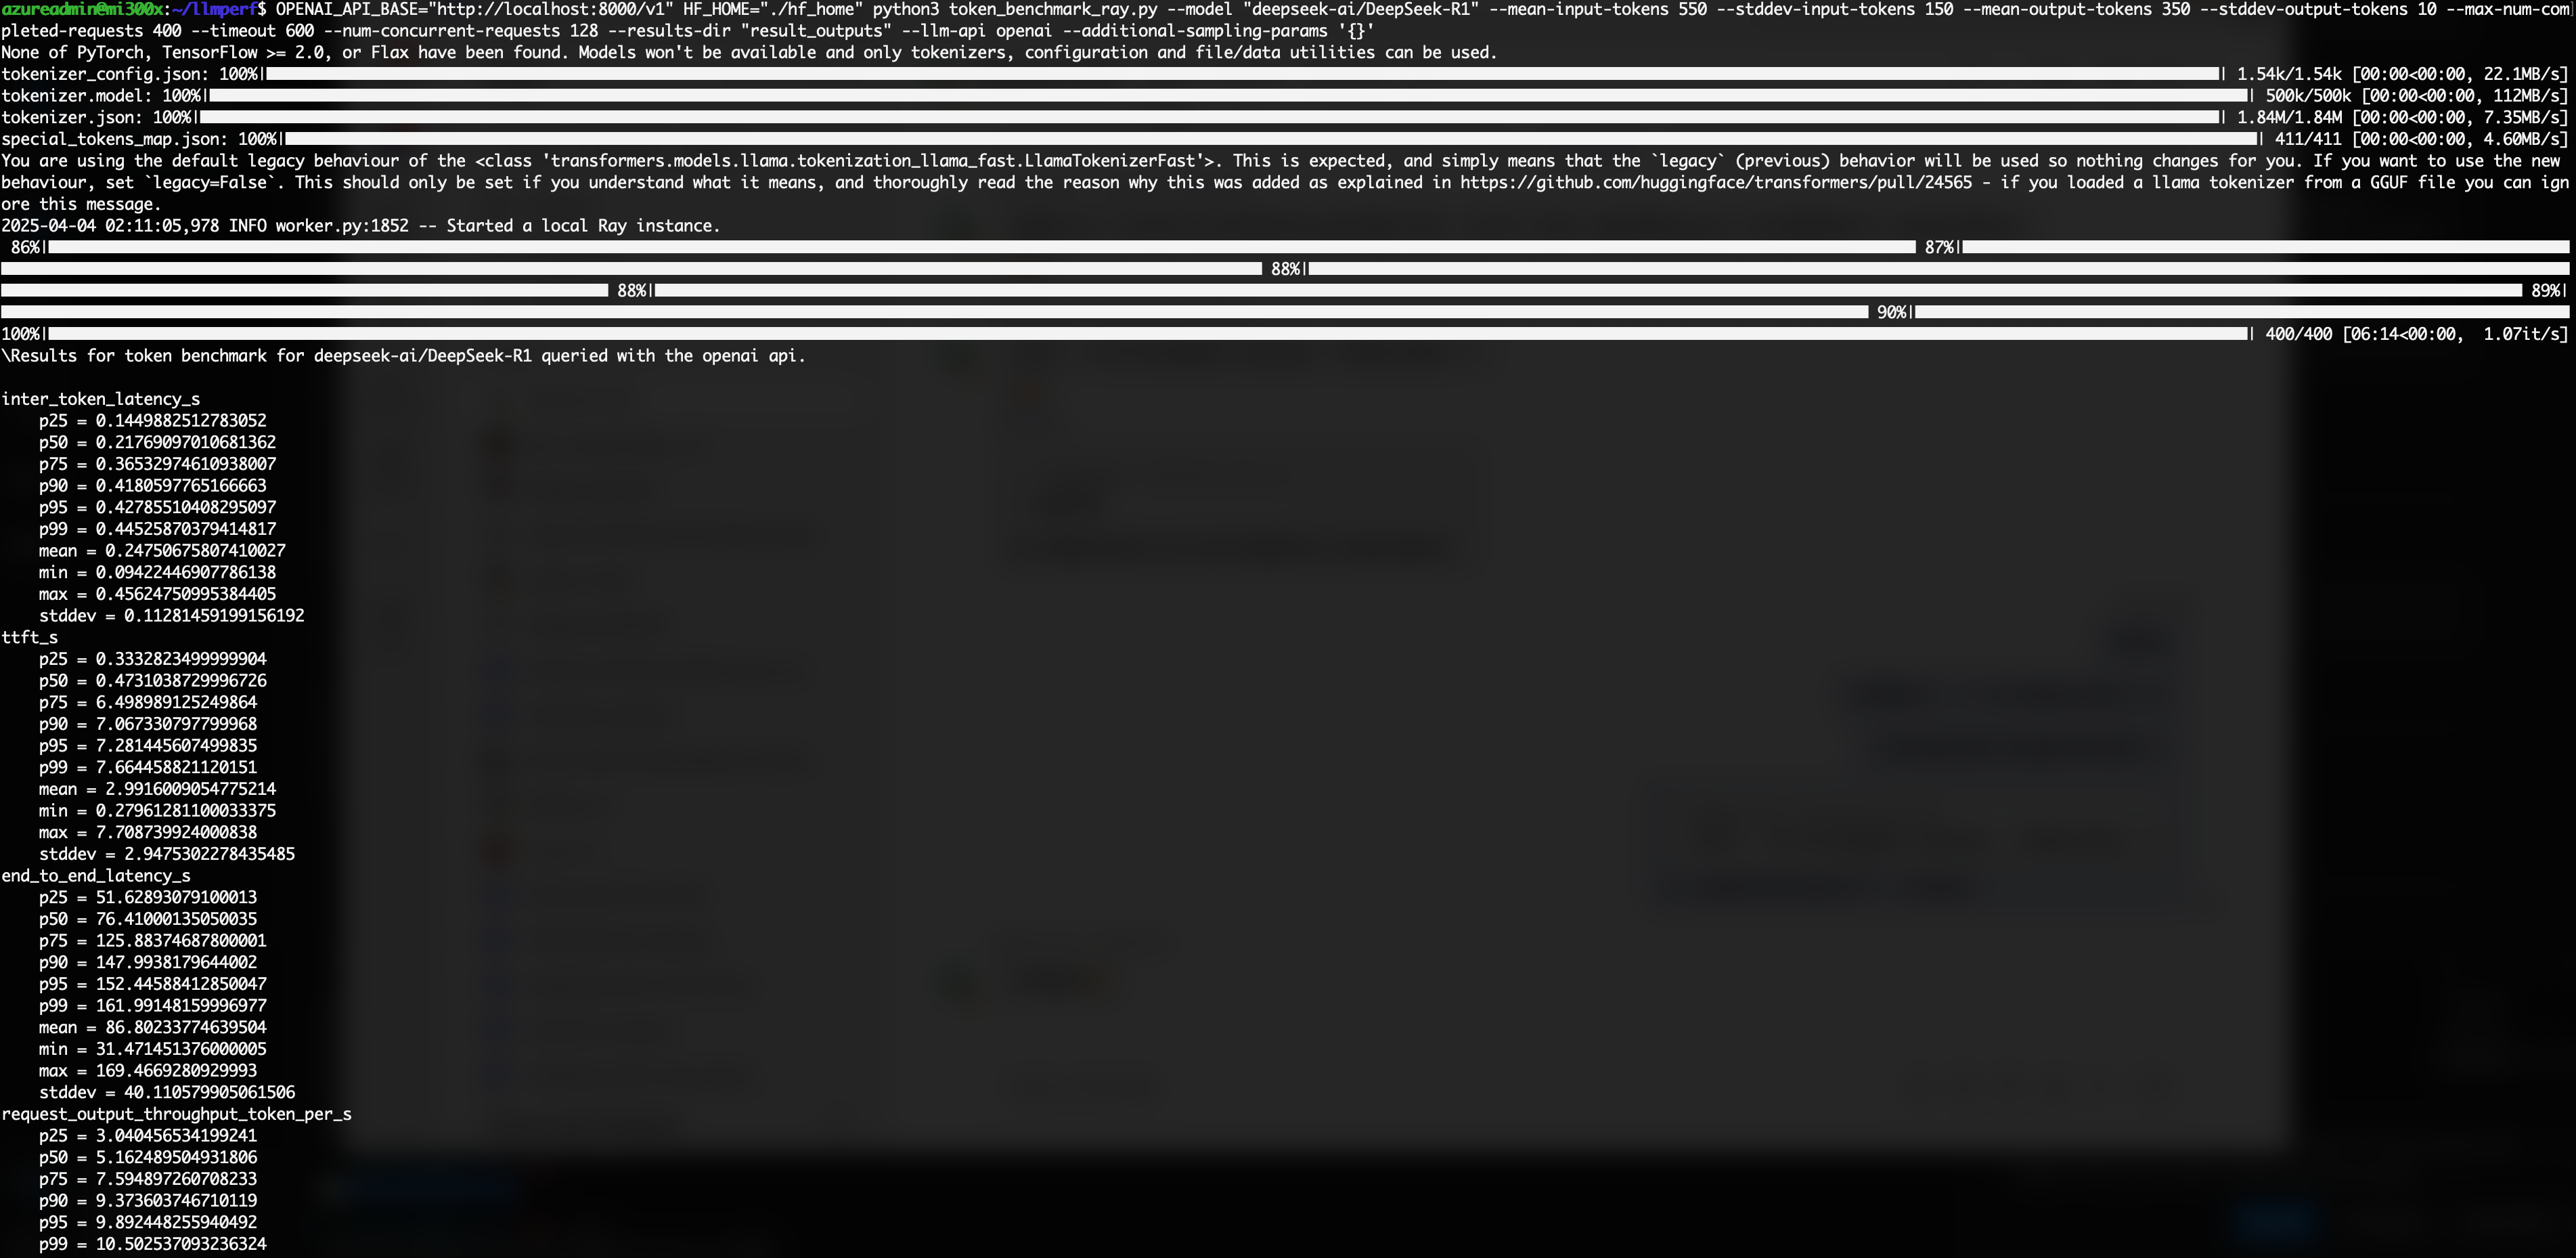 azureadmin@mi300x:~/llmperf$ OPENAI_API_BASE="http://localhost:8000/v1" HF_HOME="./hf_home" python3 token_benchmark_ray.py --model "deepseek-ai/DeepSeek-R1" --mean-input-tokens 550 --stddev-input-tokens 150 --mean-output-tokens 350 --stddev-output-tokens 10 --max-num-com
pleted-requests 400 --timeout 600 --num-concurrent-requests 128 --results-dir "result_outputs" --llm-api openai --additional-sampling-params '{}'
None of PyTorch, TensorFlow >= 2.0, or Flax have been found. Models won't be available and only tokenizers, configuration and file/data utilities can be used.
tokenizer_config.json: 100%| | 1.54k/1.54k [00:00<00:00, 22.1MB/s]
tokenizer.model: 100%| | 500k/500k [00:00<00:00, 112MB/s]
tokenizer.json: 100%| | 1.84M/1.84M [00:00<00:00, 7.35MB/s]
special_tokens_map.json: 100%| | 411/411 [00:00<00:00, 4.60MB/s]
You are using the default legacy behaviour of the <class 'transformers.models.llama.tokenization_llama_fast.LlamaTokenizerFast'>. This is expected, and simply means that the `legacy` (previous) behavior will be used so nothing changes for you. If you want to use the new
behaviour, set `legacy=False`. This should only be set if you understand what it means, and thoroughly read the reason why this was added as explained in https://github.com/huggingface/transformers/pull/24565 - if you loaded a llama tokenizer from a GGUF file you can ign
ore this message.
2025-04-04 02:11:05,978 INFO worker.py:1852 -- Started a local Ray instance.
86%| 87%|
88%|
88%| 89%|
90%|
100%| | 400/400 [06:14<00:00, 1.07it/s]
\Results for token benchmark for deepseek-ai/DeepSeek-R1 queried with the openai api.
inter_token_latency_s
p25 = 0.1449882512783052
p50 = 0.21769097010681362
p75 = 0.36532974610938007
p90 = 0.4180597765166663
p95 = 0.42785510408295097
p99 = 0.44525870379414817
mean = 0.24750675807410027
min = 0.09422446907786138
max = 0.45624750995384405
stddev = 0.11281459199156192
ttft_s
p25 = 0.3332823499999904
p50 = 0.4731038729996726
p75 = 6.498989125249864
p90 = 7.067330797799968
p95 = 7.281445607499835
p99 = 7.664458821120151
mean = 2.9916009054775214
min = 0.27961281100033375
max = 7.708739924000838
stddev = 2.9475302278435485
end_to_end_latency_s
p25 = 51.62893079100013
p50 = 76.41000135050035
p75 = 125.88374687800001
p90 = 147.9938179644002
p95 = 152.44588412850047
p99 = 161.99148159996977
mean = 86.80233774639504
min = 31.471451376000005
max = 169.4669280929993
stddev = 40.110579905061506
request_output_throughput_token_per_s
p25 = 3.040456534199241
p50 = 5.162489504931806
p75 = 7.594897260708233
p90 = 9.373603746710119
p95 = 9.892448255940492
p99 = 10.502537093236324